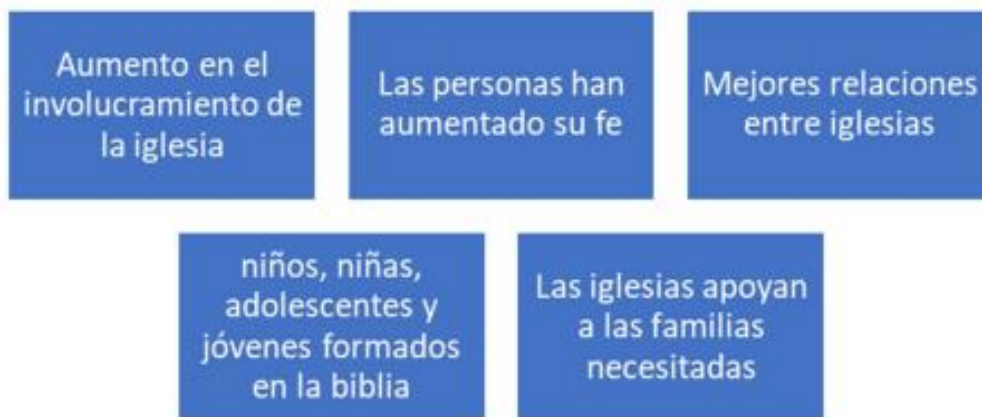 Aumento en el
involucramiento de
la iglesia
Las personas han
aumentado su fe
Mejores relaciones
entre iglesias
niños, niñas,
adolescentes y
jóvenes formados
en la biblia
Las iglesias apoyan
a las familias
necesitadas